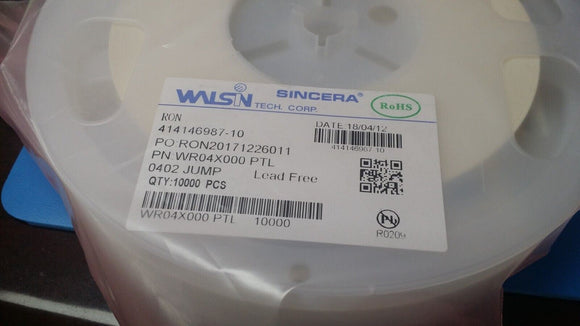 WALSIN SINCERA®
TECH. CORP.
RoHS
RON
414146987-10
DATE 18/04/12
414146987-10
PO RON20171226011
PN WR04X000 PTL
0402 JUMP Lead Free
QTY:10000 PCS
WR04X000 PTL 10000
R0209